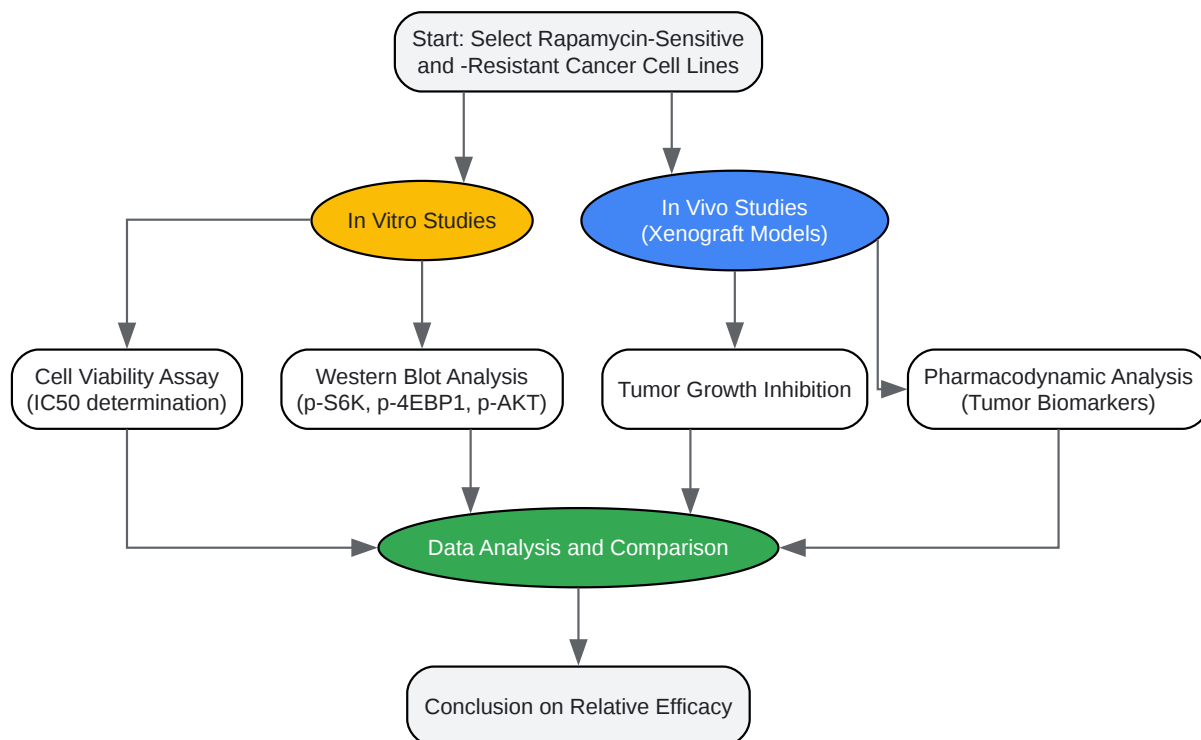 Start: Select Rapamycin-Sensitive
and -Resistant Cancer Cell Lines
In Vitro Studies
In Vivo Studies
(Xenograft Models)
Cell Viability Assay
(IC50 determination)
Western Blot Analysis
(p-S6K, p-4EBP1, p-AKT)
Tumor Growth Inhibition
Pharmacodynamic Analysis
(Tumor Biomarkers)
Data Analysis and Comparison
Conclusion on Relative Efficacy